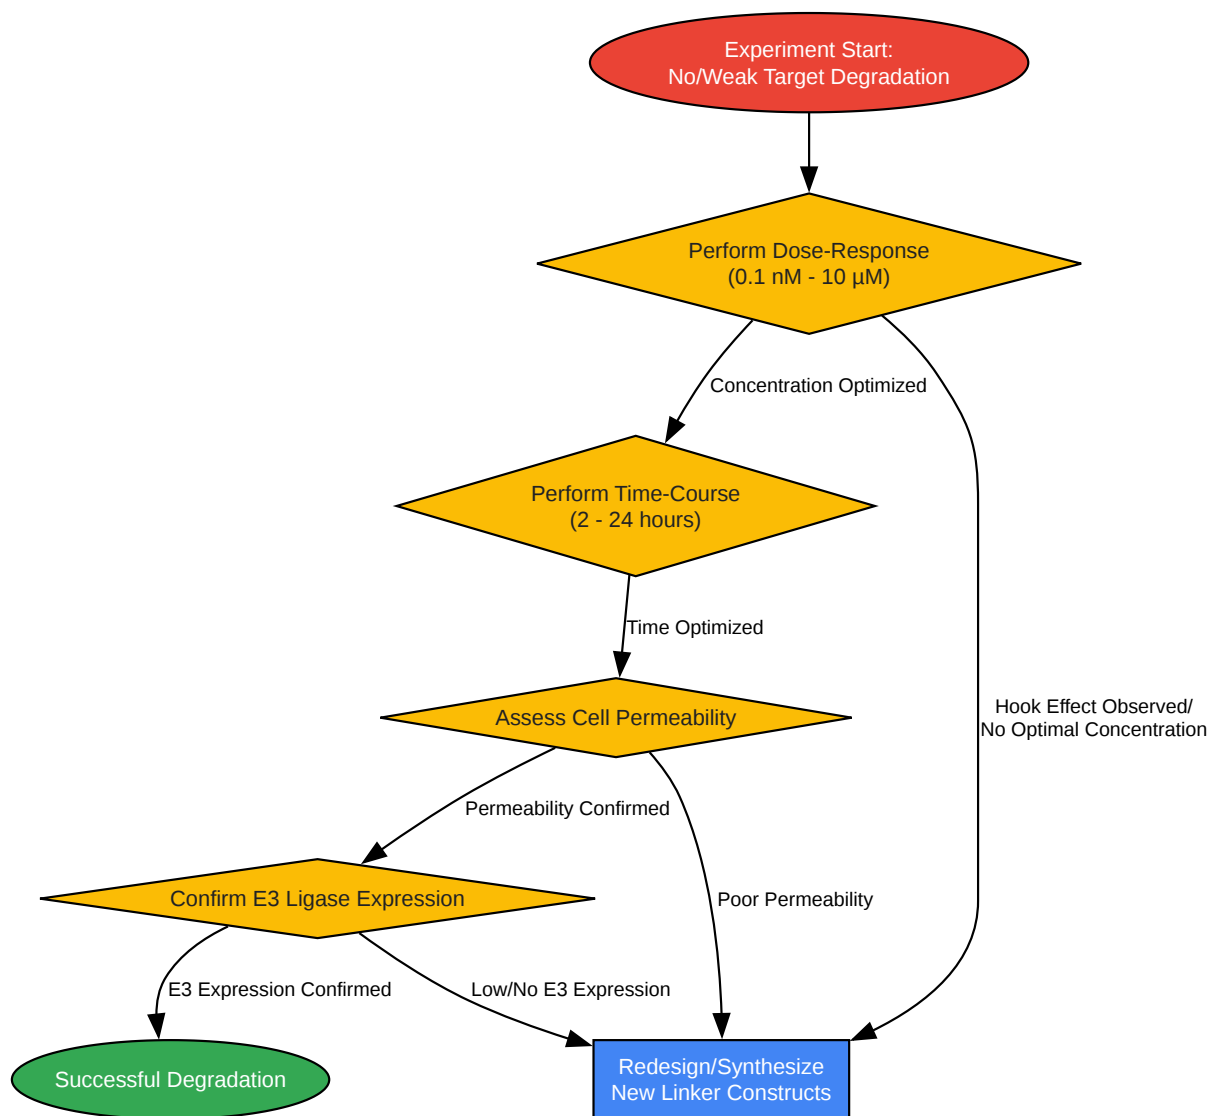 Experiment Start:
No/Weak Target Degradation
Perform Dose-Response
(0.1 nM - 10 µM)
Concentration Optimized
Perform Time-Course
(2 - 24 hours)
Time Optimized
Hook Effect Observed/
No Optimal Concentration
Assess Cell Permeability
Permeability Confirmed
Confirm E3 Ligase Expression
Poor Permeability
E3 Expression Confirmed
Low/No E3 Expression
Successful Degradation
Redesign/Synthesize
New Linker Constructs